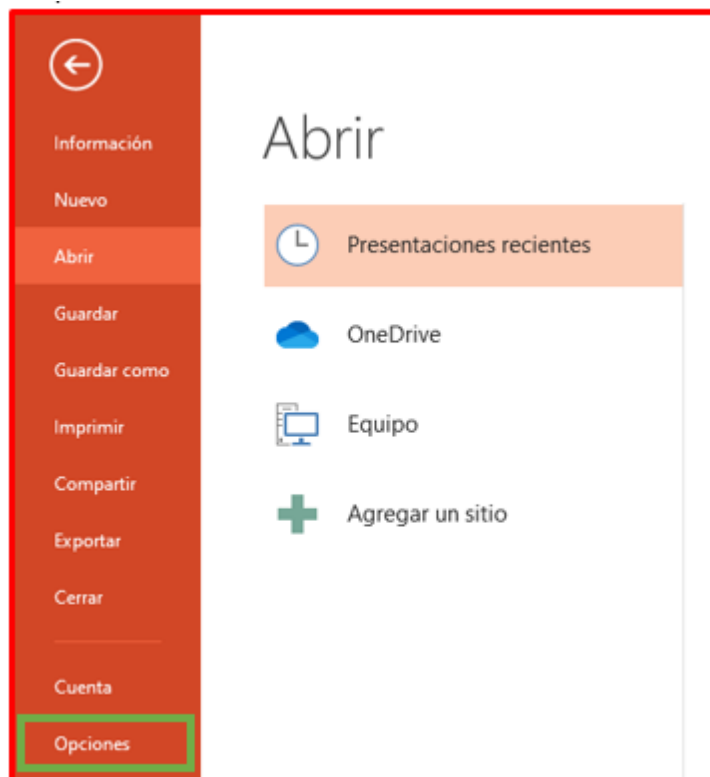 Información
Nuevo
Abrir
Guardar
Guardar como
Imprimir
Compartir
Exportar
Cerrar
Cuenta
Opciones
Abrir
Presentaciones recientes
OneDrive
Equipo
Agregar un sitio